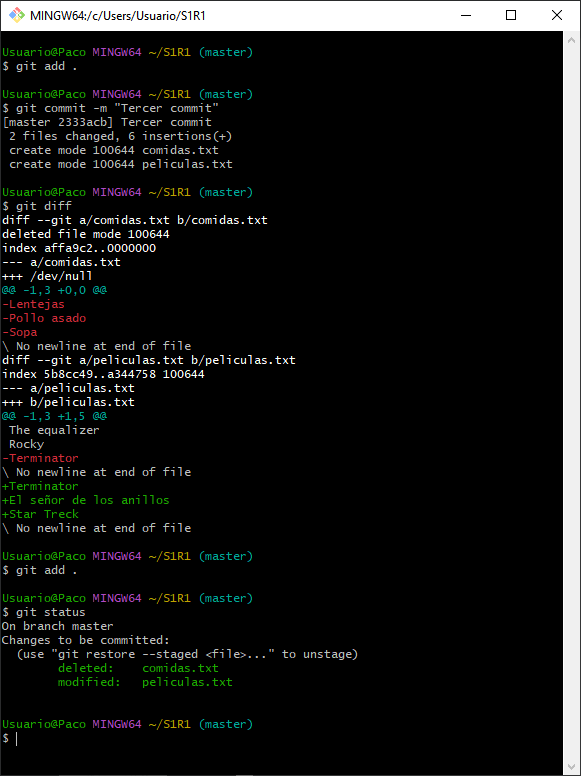 MINGW64:/c/Users/Usuario/S1R1
Usuario@Paco MINGW64 ~/S1R1 (master)
$ git add .
Usuario@Paco MINGW64 ~/S1R1 (master)
$ git commit -m "Tercer commit"
[master 2333acb] Tercer commit
 2 files changed, 6 insertions(+)
 create mode 100644 comidas.txt
 create mode 100644 peliculas.txt
Usuario@Paco MINGW64 ~/S1R1 (master)
$ git diff
diff --git a/comidas.txt b/comidas.txt
deleted file mode 100644
index affa9c2..0000000
--- a/comidas.txt
+++ /dev/null
@@ -1,3 +0,0 @@
-Lentejas
-Pollo asado
-Sopa
\ No newline at end of file
diff --git a/peliculas.txt b/peliculas.txt
index 5b8cc49..a344758 100644
--- a/peliculas.txt
+++ b/peliculas.txt
@@ -1,3 +1,5 @@
 The equalizer
 Rocky
-Terminator
\ No newline at end of file
+Terminator
+El señor de los anillos
+Star Treck
\ No newline at end of file
Usuario@Paco MINGW64 ~/S1R1 (master)
$ git add .
Usuario@Paco MINGW64 ~/S1R1 (master)
$ git status
On branch master
Changes to be committed:
  (use "git restore --staged <file>..." to unstage)
        deleted:    comidas.txt
        modified:   peliculas.txt
Usuario@Paco MINGW64 ~/S1R1 (master)
$